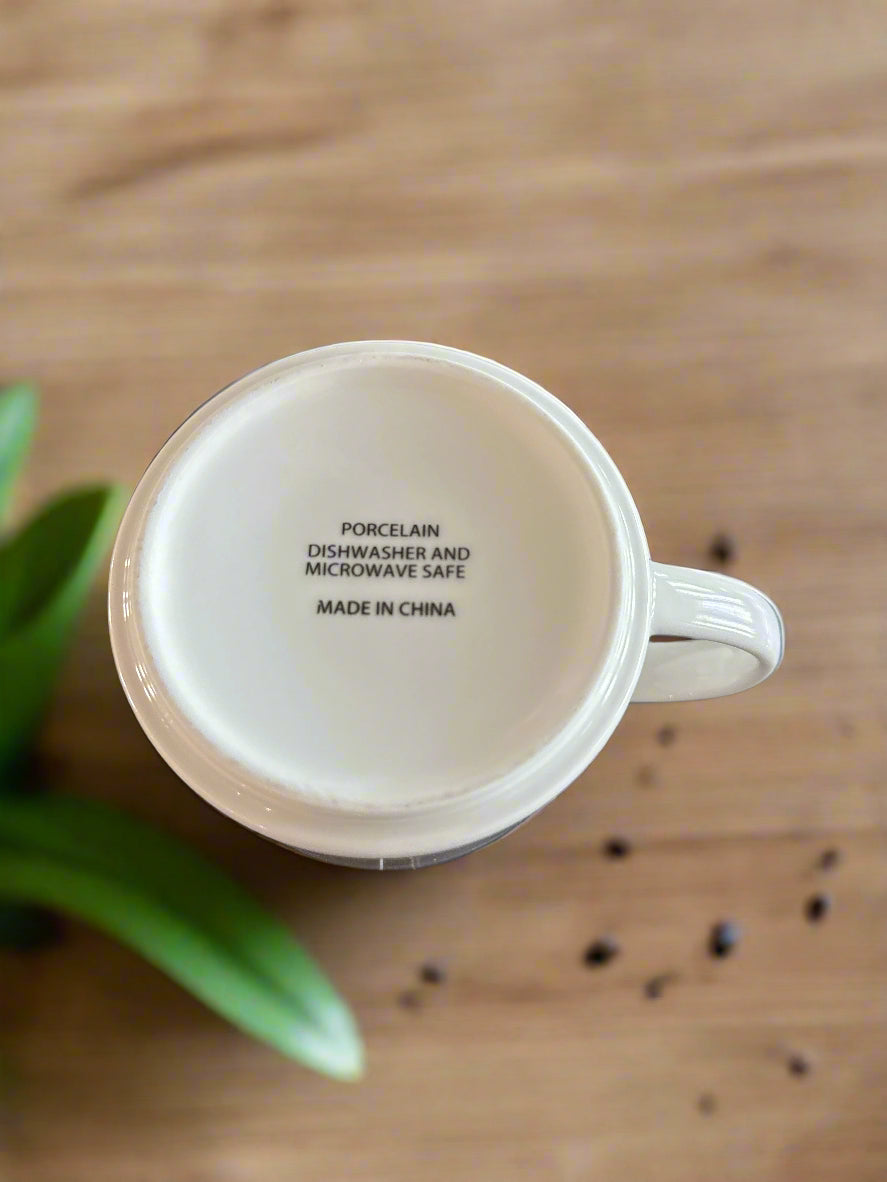 PORCELAIN
DISHWASHER AND
MICROWAVE SAFE
MADE IN CHINA